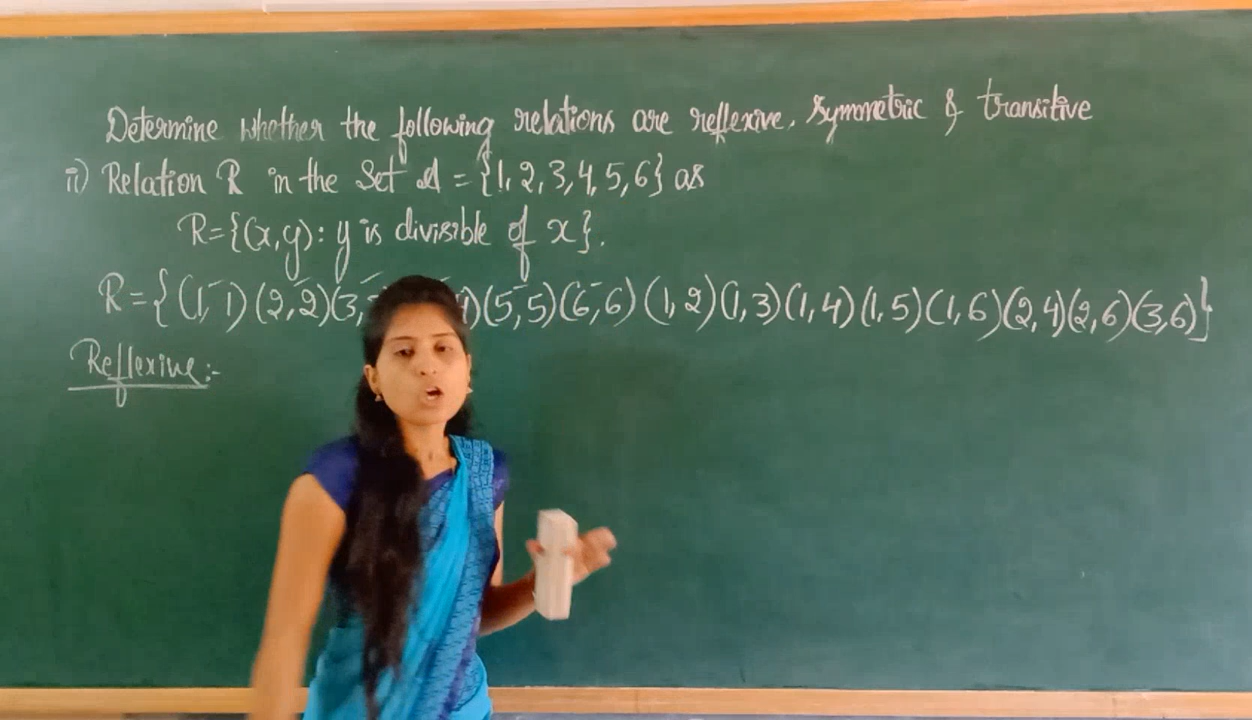 Determine whether the following relations are reflexive, symmetric & transitive
ii) Relation R in the Set A = {1, 2, 3, 4, 5, 6} as
R={(x,y): y is divisible of x}.
R={(1, 1) (2, 2)(3, )(5,5)(6,6) (1, 2)(1, 3)(1, 4)(1, 5)(1, 6)(2, 4)(2, 6)(3,6)}
Reflexive:-